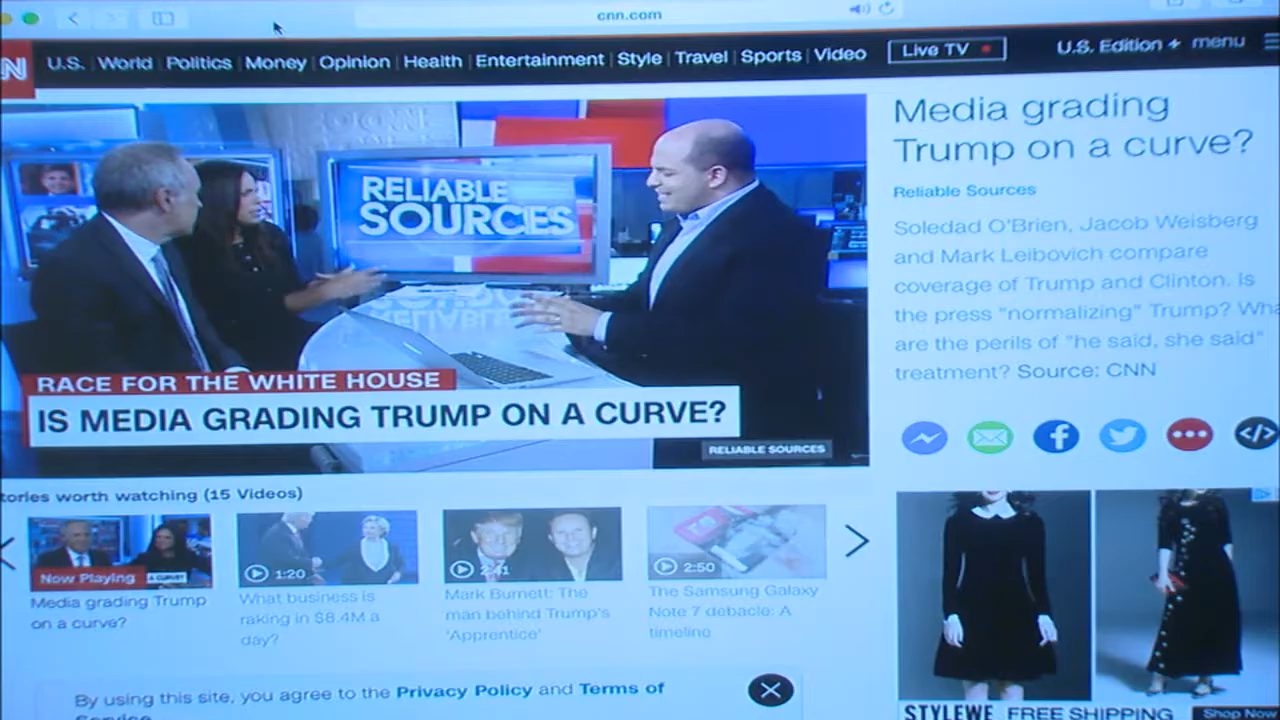 cnn.com
U.S. World Politics Money Opinion Health Entertainment Style Travel Sports Video Live TV U.S. Edition + menu
Media grading
Trump on a curve?
Reliable Sources
Soledad O'Brien, Jacob Weisberg
and Mark Leibovich compare
coverage of Trump and Clinton. Is
the press "normalizing" Trump?
are the perils of "he said, she said"
treatment? Source: CNN
RELIABLE
SOURCES
RACE FOR THE WHITE HOUSE
IS MEDIA GRADING TRUMP ON A CURVE?
RELIABLE SOURCES
tories worth watching (15 Videos)
Now Playing
A CURVE?
Media grading Trump
on a curve?
1:20
What business is
raking in $8.4M a
day?
2:41
Mark Burnett: The
man behind Trump's
'Apprentice'
2:50
The Samsung Galaxy
Note 7 debacle: A
timeline
By using this site, you agree to the Privacy Policy and Terms of
Service
STYLEWE FREE SHIPPING Shop Now